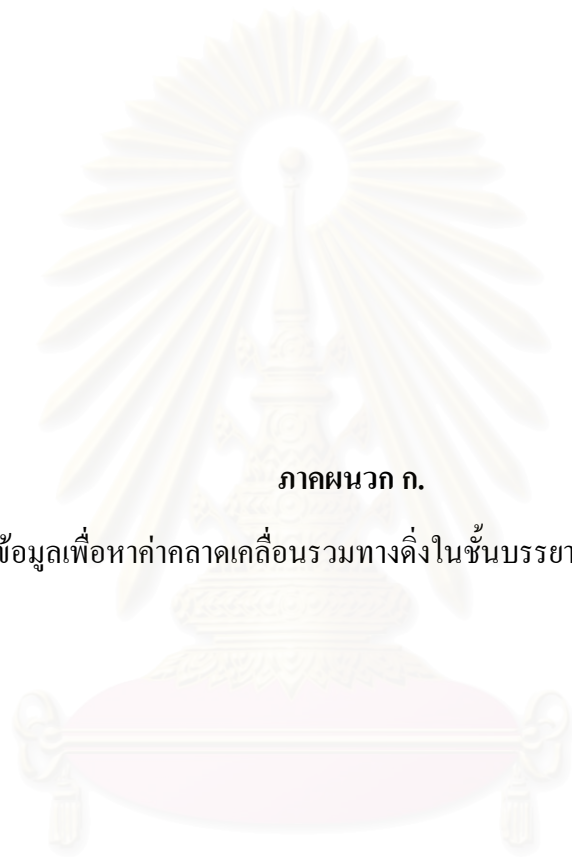 ภาคผนวก ก.
ข้อมูลเพื่อหาค่าคลาดเคลื่อนรวมทางดิ่งในชั้นบรรยา